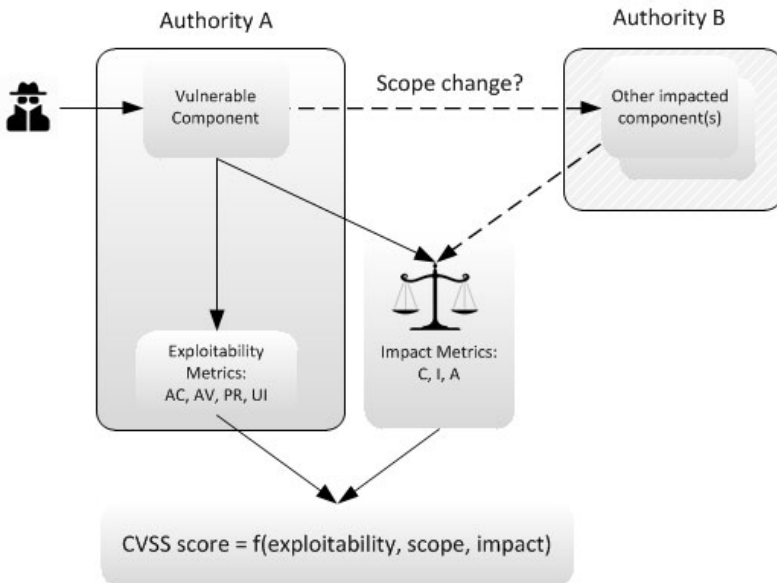 Authority A
Authority B
Vulnerable
Component
Scope change?
Other impacted
component(s)
Exploitability
Metrics:
AC, AV, PR, UI
Impact Metrics:
C, I, A
CVSS score = f(exploitability, scope, impact)